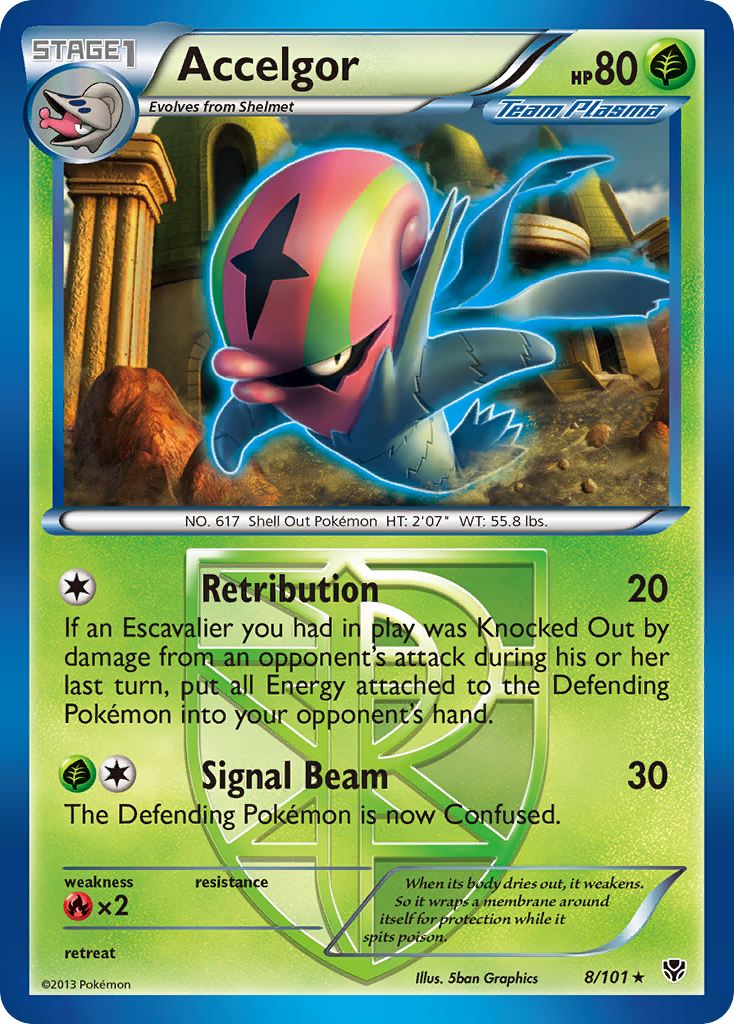 STAGE1
Accelgor
HP80
Evolves from Shelmet
Team Plasma
NO. 617 Shell Out Pokémon HT: 2'07" WT: 55.8 lbs.
Retribution 20
If an Escavalier you had in play was Knocked Out by
damage from an opponent's attack during his or her
last turn, put all Energy attached to the Defending
Pokémon into your opponent's hand.
Signal Beam 30
The Defending Pokémon is now Confused.
weakness resistance
×2
When its body dries out, it weakens.
So it wraps a membrane around
itself for protection while it
spits poison.
retreat
©2013 Pokémon
Illus. 5ban Graphics 8/101 ★